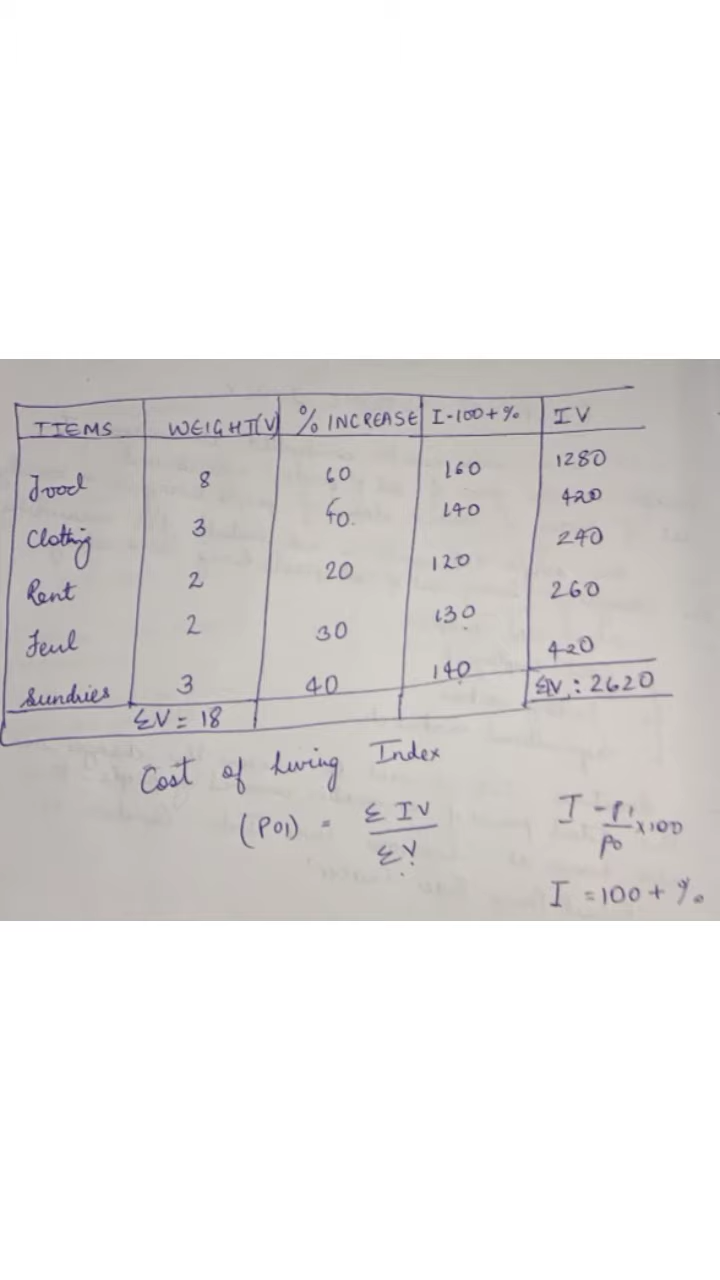 ITEMS WEIGHT(V) % INCREASE I-100+% IV
Food 8 60 160 1280
Clothing 3 40. 140 420
Rent 2 20 120 240
Feul 2 30 130 260
Sundries 3 40 140 420
ΣV = 18 ΣIV : 2620
Cost of Living Index
(P01) = Σ IV / ΣV
I - P1/P0 x100
I = 100 + %